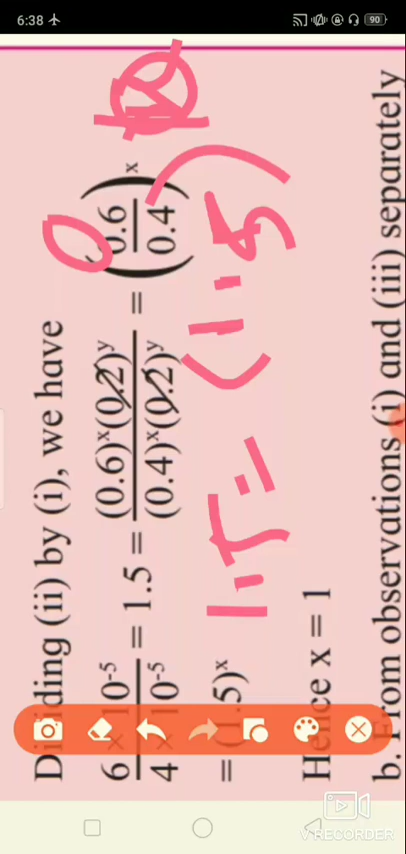 6:38
90
Dividing (ii) by (i), we have
6 × 10⁻⁵ / 4 × 10⁻⁵ = 1.5 = (0.6)ˣ(0.2)ʸ / (0.4)ˣ(0.2)ʸ = (0.6 / 0.4)ˣ
= (1.5)ˣ
1.5 = (1.5)
Hence x = 1
b. From observations (i) and (iii) separately
V RECORDER